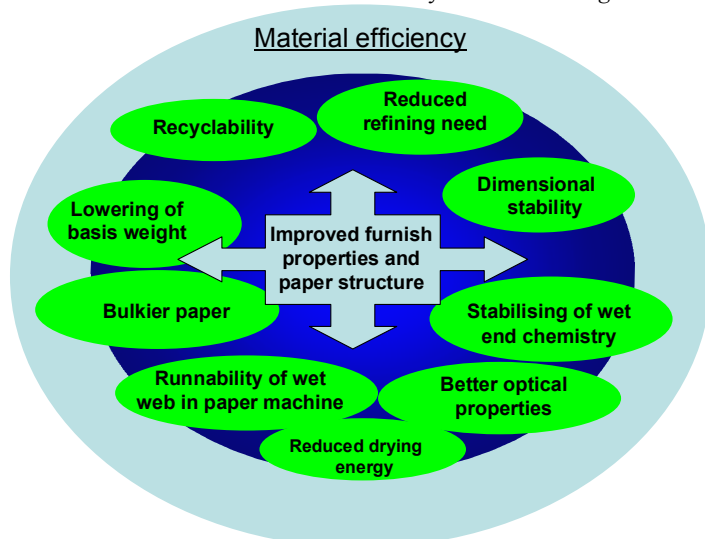 Material efficiency
Reduced
refining need
Recyclability
Dimensional
stability
Lowering of
basis weight
Improved furnish
properties and
paper structure
Bulkier paper
Stabilising of wet
end chemistry
Runnability of wet
web in paper machine
Better optical
properties
Reduced drying
energy